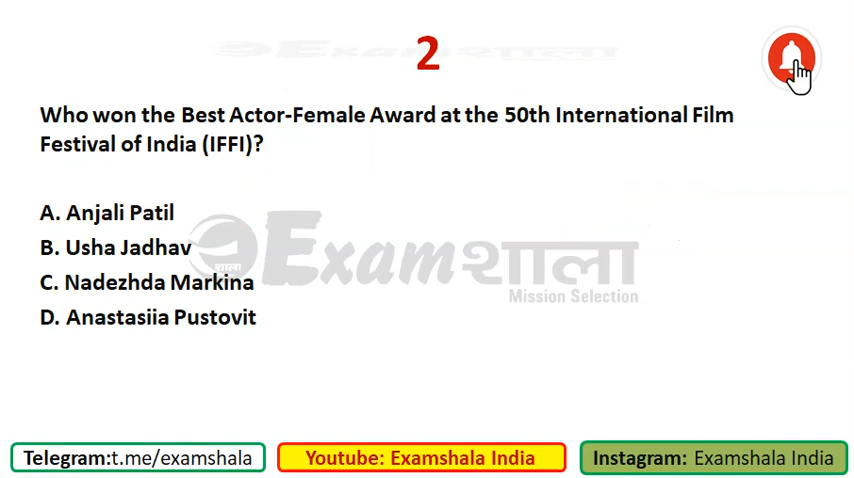 Examशाला
2
Who won the Best Actor-Female Award at the 50th International Film
Festival of India (IFFI)?
A. Anjali Patil
B. Usha Jadhav
C. Nadezhda Markina
D. Anastasiia Pustovit
शाला
Examशाला
Mission Selection
Telegram:t.me/examshala
Youtube: Examshala India
Instagram: Examshala India